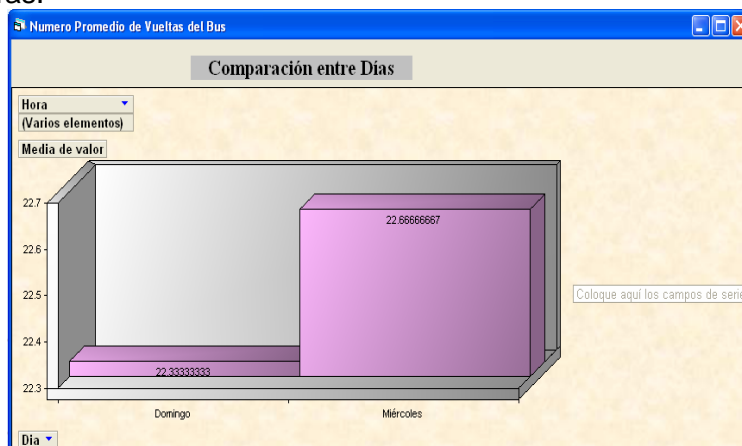 Numero Promedio de Vueltas del Bus
Comparación entre Días
Hora
(Varios elementos)
Media de valor
22.7
22.6
22.5
22.4
22.3
22.66666667
22.33333333
Coloque aquí los campos de serie
Domingo
Miércoles
Dia